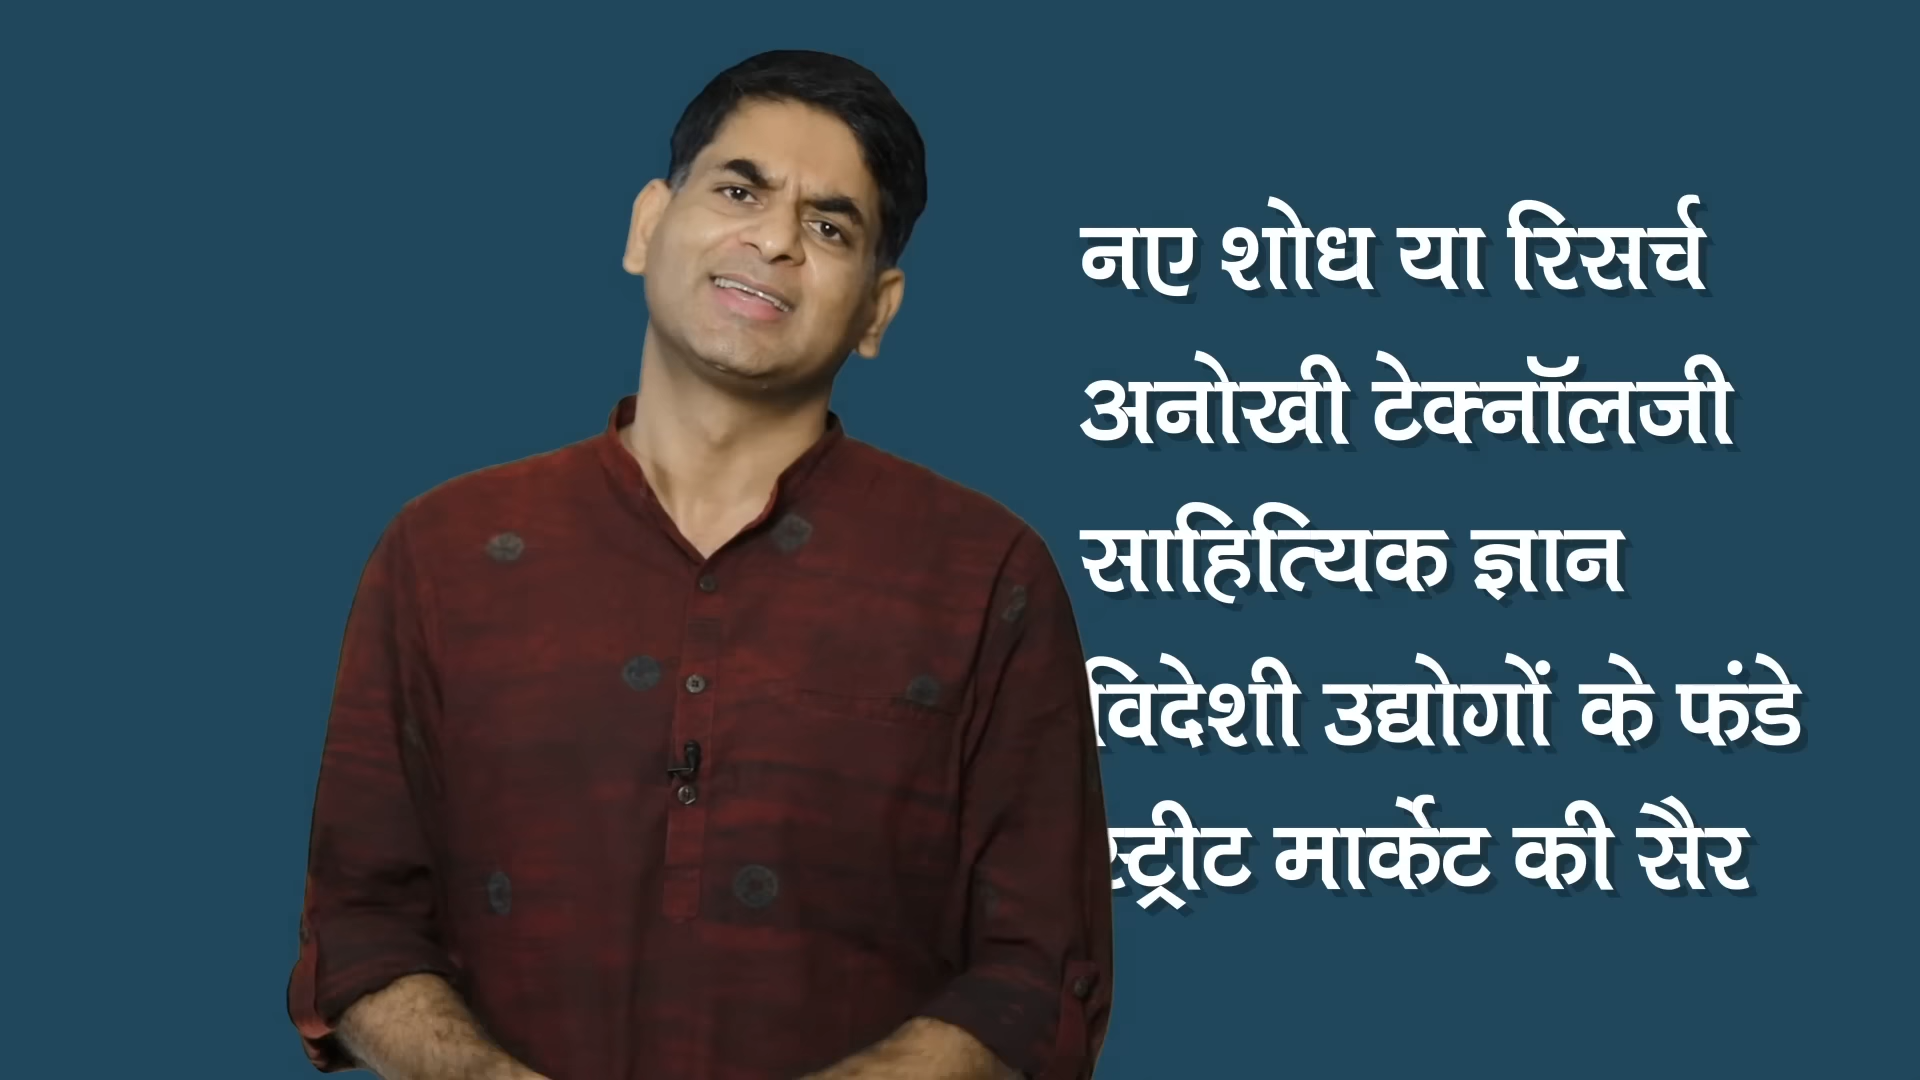 नए शोध या रिसर्च
अनोखी टेक्नॉलजी
साहित्यिक ज्ञान
विदेशी उद्योगों के फंडे
स्ट्रीट मार्केट की सैर